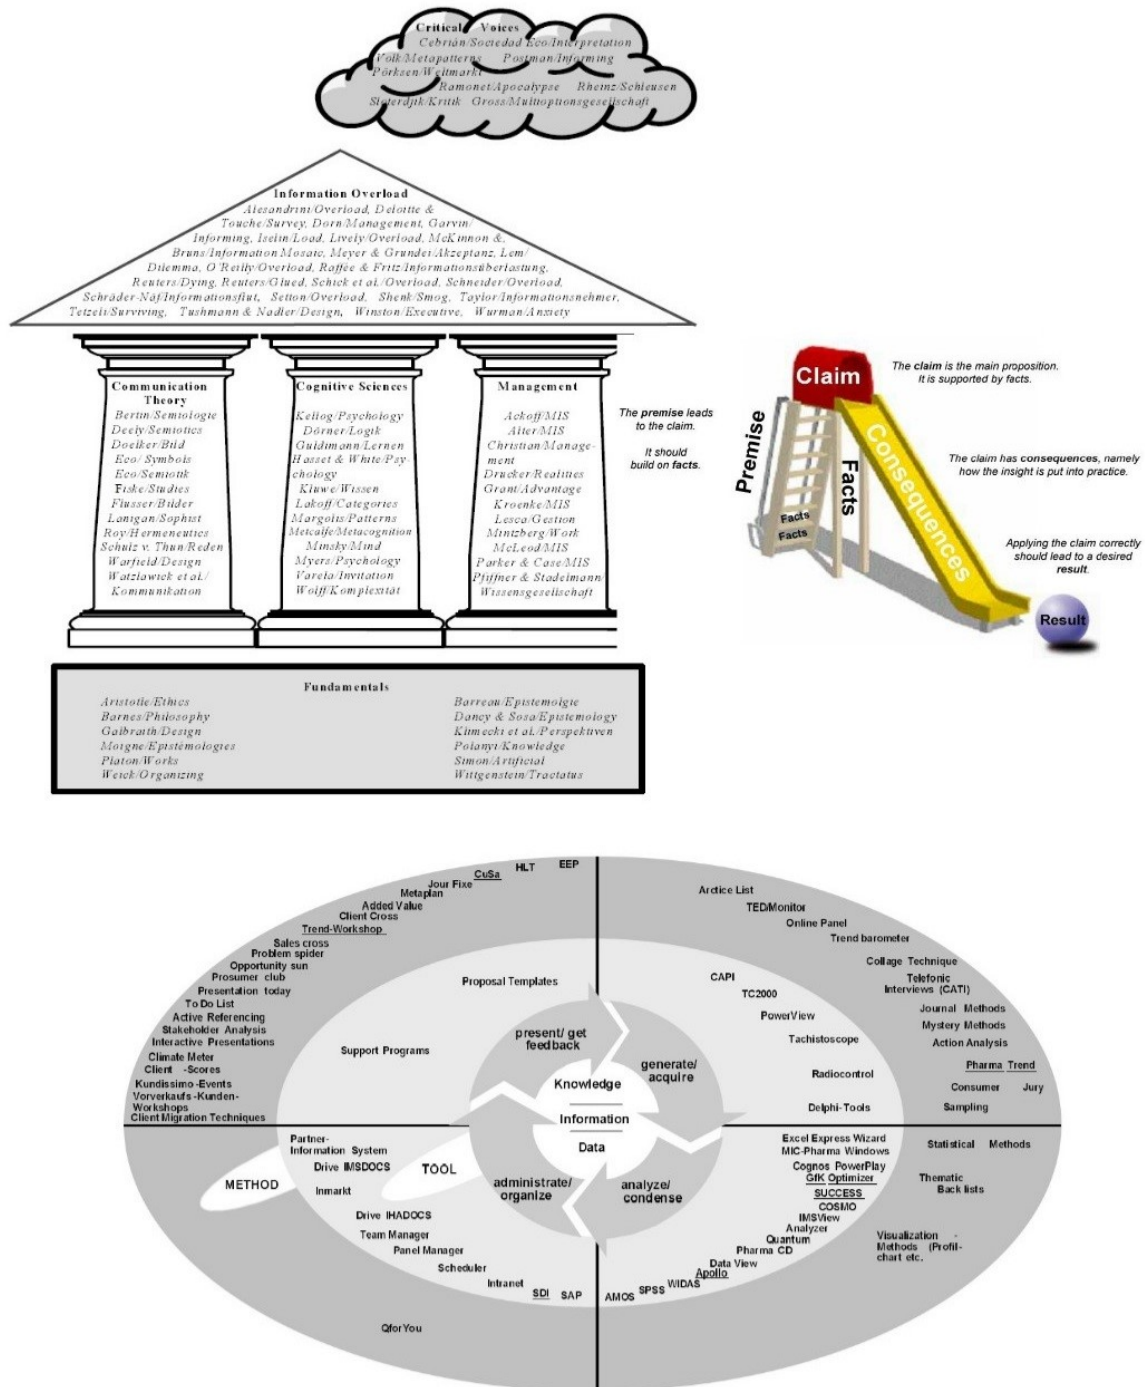 Critical Voices
Cebrián/Sociedad Eco/Interpretation
Volk/Metapatterns Postman/Informing
Pörksen/Weltmarkt
Ramonet/Apocalypse Rheinz/Schleusen
Sloterdjik/Kritik Gross/Multioptionsgesellschaft
Information Overload
Alesandrini/Overload, Deloitte &
Touche/Survey, Dorn/Management, Garvin/
Informing, Iselin/Load, Lively/Overload, McKinnon &
Bruns/Information Mosaic, Meyer & Grundei/Akzeptanz, Lem/
Dilemma, O'Reilly/Overload, Raffée & Fritz/Informationsüberlastung,
Reuters/Dying, Reuters/Glued, Schick et al./Overload, Schneider/Overload,
Schräder-Naf/Informationsflut, Setton/Overload, Shenk/Smog, Taylor/Informationsnehmer,
Tetzeli/Surviving, Tushmann & Nadler/Design, Winston/Executive, Wurman/Anxiety
Communication
Theory
Bertin/Semiologie
Deely/Semiotics
Doelker/Bild
Eco/ Symbols
Eco/Semiotik
Fiske/Studies
Flusser/Bilder
Lanigan/Sophist
Roy/Hermeneutics
Schulz v. Thun/Reden
Warfield/Design
Watzlawick et al./
Kommunikation
Cognitive Sciences
Kellog/Psychology
Dörner/Logik
Guldimann/Lernen
Hasset & White/Psy-
chology
Kluwe/Wissen
Lakoff/Categories
Margolis/Patterns
Metcalfe/Metacognition
Minsky/Mind
Myers/Psychology
Varela/Invitation
Wolff/Komplexität
Management
Ackoff/MIS
Alter/MIS
Christian/Manage-
ment
Drucker/Realities
Grant/Advantage
Kroenke/MIS
Lesca/Gestion
Mintzberg/Work
McLeod/MIS
Parker & Case/MIS
Pfiffner & Stadelmann/
Wissensgesellschaft
Fundamentals
Aristotle/Ethics
Barnes/Philosophy
Galbraith/Design
Moigne/Epistémologies
Platon/Works
Weick/Organizing
Barreau/Epistemolgie
Dancy & Sosa/Epistemology
Klimecki et al./Perspektiven
Polanyi/Knowledge
Simon/Artificial
Wittgenstein/Tractatus
The premise leads
to the claim.
It should
build on facts.
Premise
Claim
Facts
Facts
Facts
Consequences
Result
The claim is the main proposition.
It is supported by facts.
The claim has consequences, namely
how the insight is put into practice.
Applying the claim correctly
should lead to a desired
result.
EEP
HLT
CuSa
Jour Fixe
Metaplan
Added Value
Client Cross
Trend-Workshop
Sales cross
Problem spider
Opportunity sun
Prosumer club
Presentation today
To Do List
Active Referencing
Stakeholder Analysis
Interactive Presentations
Climate Meter
Client -Scores
Kundissimo -Events
Vorverkaufs -Kunden-
Workshops
Client Migration Techniques
Proposal Templates
Support Programs
Arctice List
TED/Monitor
Online Panel
Trend barometer
Collage Technique
Telefonic
Interviews (CATI)
Journal Methods
Mystery Methods
Action Analysis
Pharma Trend
Consumer Jury
Sampling
CAPI
TC2000
PowerView
Tachistoscope
Radiocontrol
Delphi-Tools
present/ get
feedback
generate/
acquire
Knowledge
Information
Data
administrate/
organize
analyze/
condense
METHOD
TOOL
Partner-
Information System
Drive IMSDOCS
Inmarkt
Drive IHADOCS
Team Manager
Panel Manager
Scheduler
Intranet
SDI
SAP
QforYou
Excel Express Wizard
MIC-Pharma Windows
Cognos PowerPlay
GfK Optimizer
SUCCESS
COSMO
IMSView
Analyzer
Quantum
Pharma CD
Data View
Apollo
WIDAS
SPSS
AMOS
Statistical Methods
Thematic
Back lists
Visualization -
Methods (Profil-
chart etc.